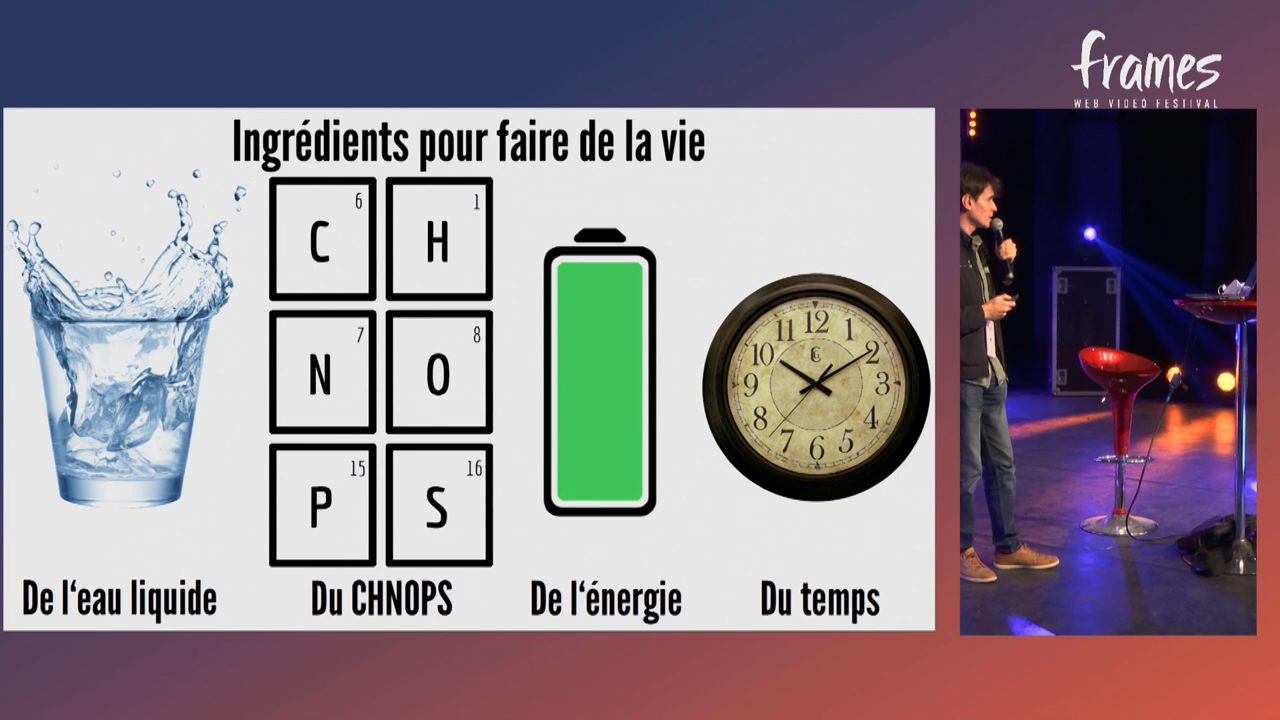 frames
WEB VIDEO FESTIVAL
Ingrédients pour faire de la vie
6
C
1
H
7
N
8
O
15
P
16
S
12
1
2
3
4
5
6
7
8
9
10
11
De l'eau liquide
Du CHNOPS
De l'énergie
Du temps